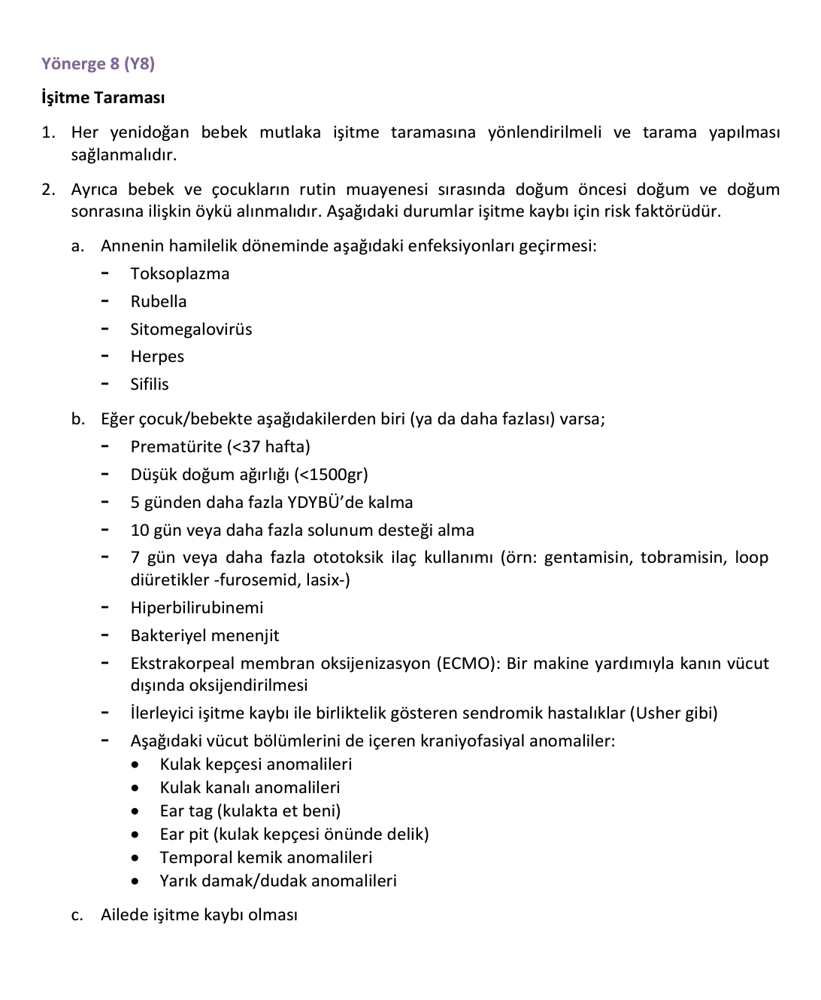 Yönerge 8 (Y8)
İşitme Taraması
1. Her yenidoğan bebek mutlaka işitme taramasına yönlendirilmeli ve tarama yapılması
sağlanmalıdır.
2. Ayrıca bebek ve çocukların rutin muayenesi sırasında doğum öncesi doğum ve doğum
sonrasına ilişkin öykü alınmalıdır. Aşağıdaki durumlar işitme kaybı için risk faktörüdür.
a. Annenin hamilelik döneminde aşağıdaki enfeksiyonları geçirmesi:
- Toksoplazma
- Rubella
- Sitomegalovirüs
- Herpes
- Sifilis
b. Eğer çocuk/bebekte aşağıdakilerden biri (ya da daha fazlası) varsa;
- Prematürite (<37 hafta)
- Düşük doğum ağırlığı (<1500gr)
- 5 günden daha fazla YDYBÜ’de kalma
- 10 gün veya daha fazla solunum desteği alma
- 7 gün veya daha fazla ototoksik ilaç kullanımı (örn: gentamisin, tobramisin, loop
diüretikler -furosemid, lasix-)
- Hiperbilirubinemi
- Bakteriyel menenjit
- Ekstrakorpeal membran oksijenizasyon (ECMO): Bir makine yardımıyla kanın vücut
dışında oksijendirilmesi
- İlerleyici işitme kaybı ile birliktelik gösteren sendromik hastalıklar (Usher gibi)
- Aşağıdaki vücut bölümlerini de içeren kraniyofasiyal anomaliler:
• Kulak kepçesi anomalileri
• Kulak kanalı anomalileri
• Ear tag (kulakta et beni)
• Ear pit (kulak kepçesi önünde delik)
• Temporal kemik anomalileri
• Yarık damak/dudak anomalileri
c. Ailede işitme kaybı olması